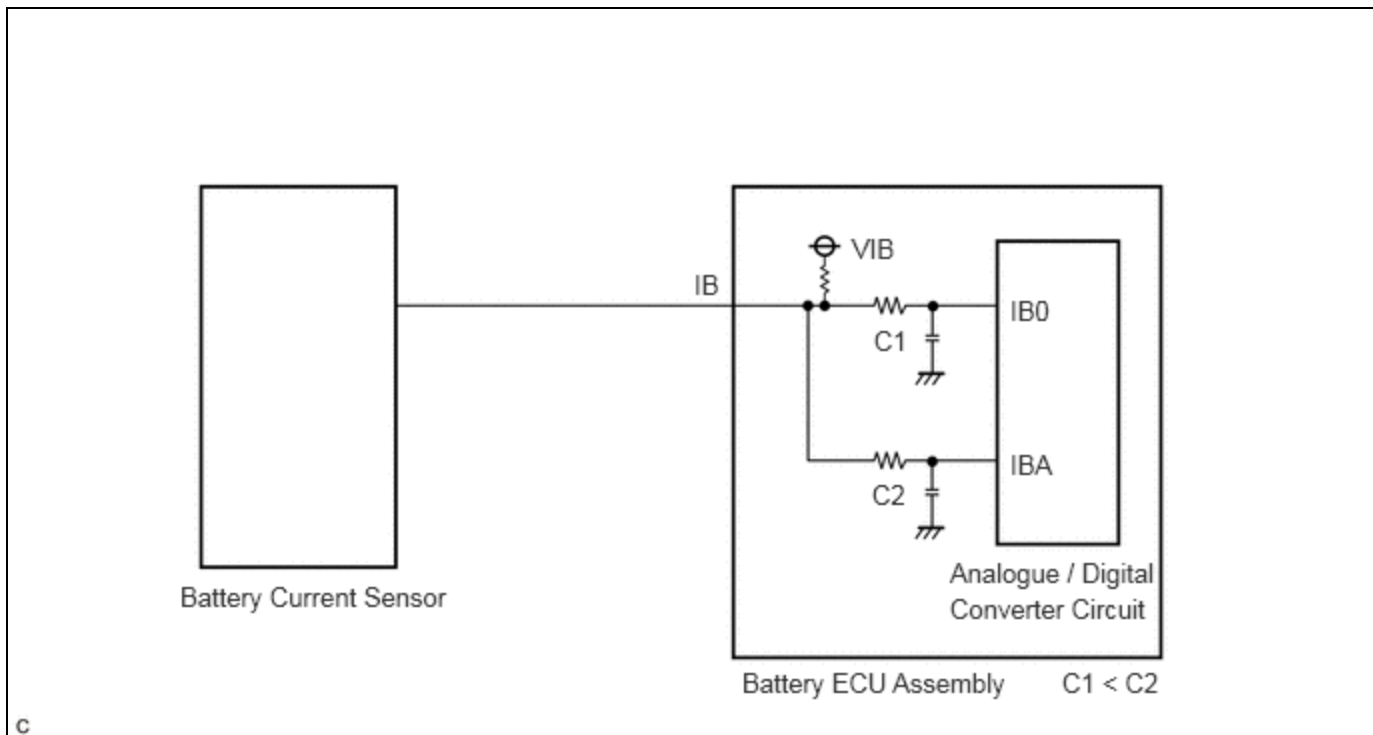 VIB
IB
IB0
C1
IBA
C2
Analogue / Digital
Converter Circuit
Battery Current Sensor
Battery ECU Assembly
C1 < C2
c